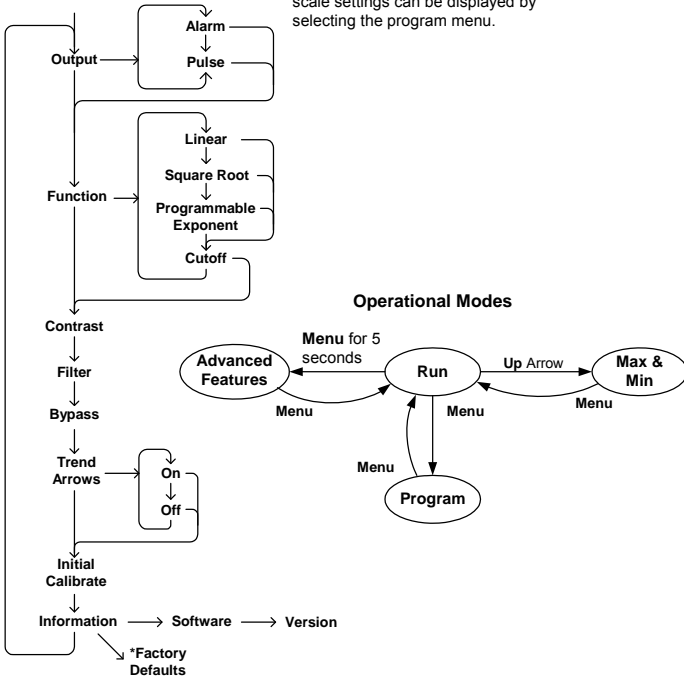 scale settings can be displayed by
selecting the program menu.
Output
Alarm
Pulse
Function
Linear
Square Root
Programmable
Exponent
Cutoff
Contrast
Filter
Bypass
Trend
Arrows
On
Off
Initial
Calibrate
Information
Software
Version
*Factory
Defaults
Operational Modes
Menu for 5
seconds
Advanced
Features
Run
Up Arrow
Max &
Min
Menu
Menu
Menu
Menu
Program